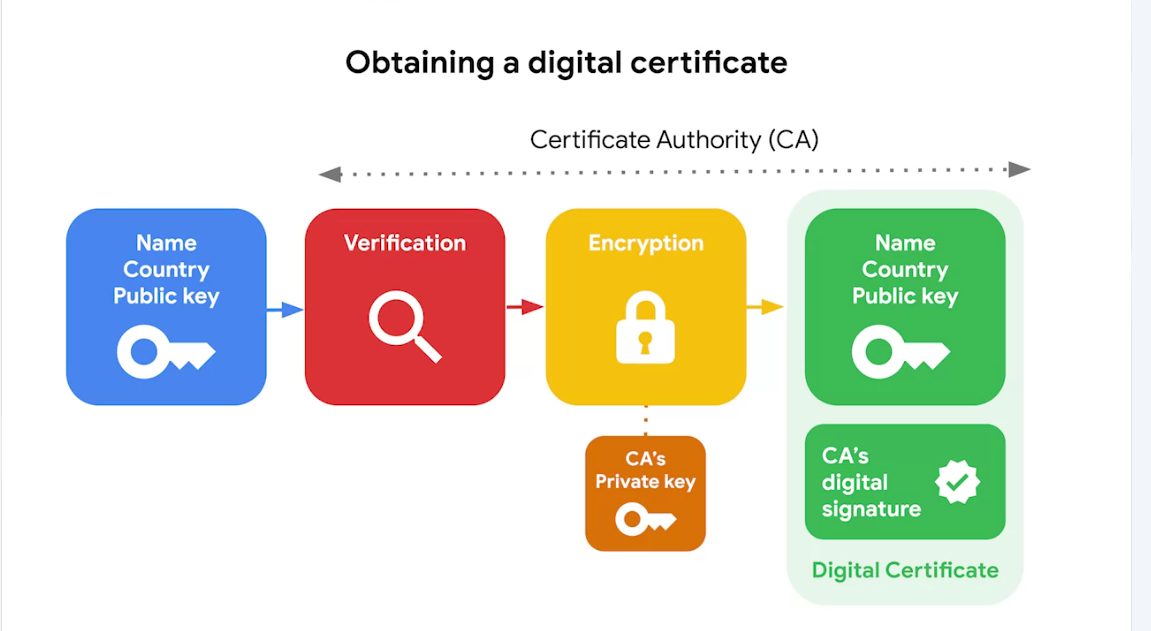 Obtaining a digital certificate
Certificate Authority (CA)
Name
Country
Public key
Verification
Encryption
CA's
Private key
Name
Country
Public key
CA's
digital
signature
Digital Certificate